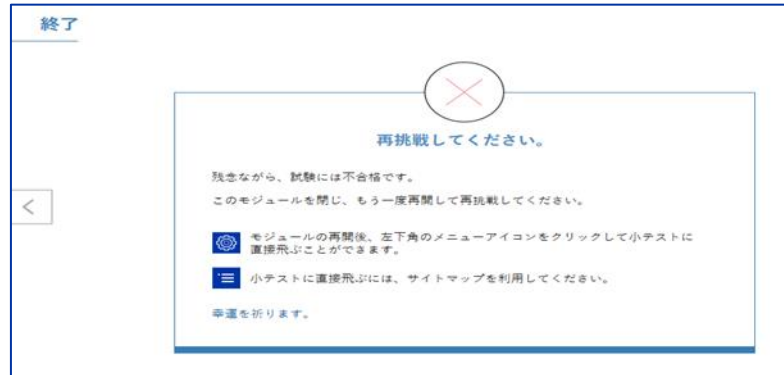 終了
再挑戦してください。
残念ながら、試験には不合格です。
このモジュールを閉じ、もう一度再開して再挑戦してください。
モジュールの再開後、左下角のメニューアイコンをクリックして小テストに
直接飛ぶことができます。
小テストに直接飛ぶには、サイトマップを利用してください。
幸運を祈ります。